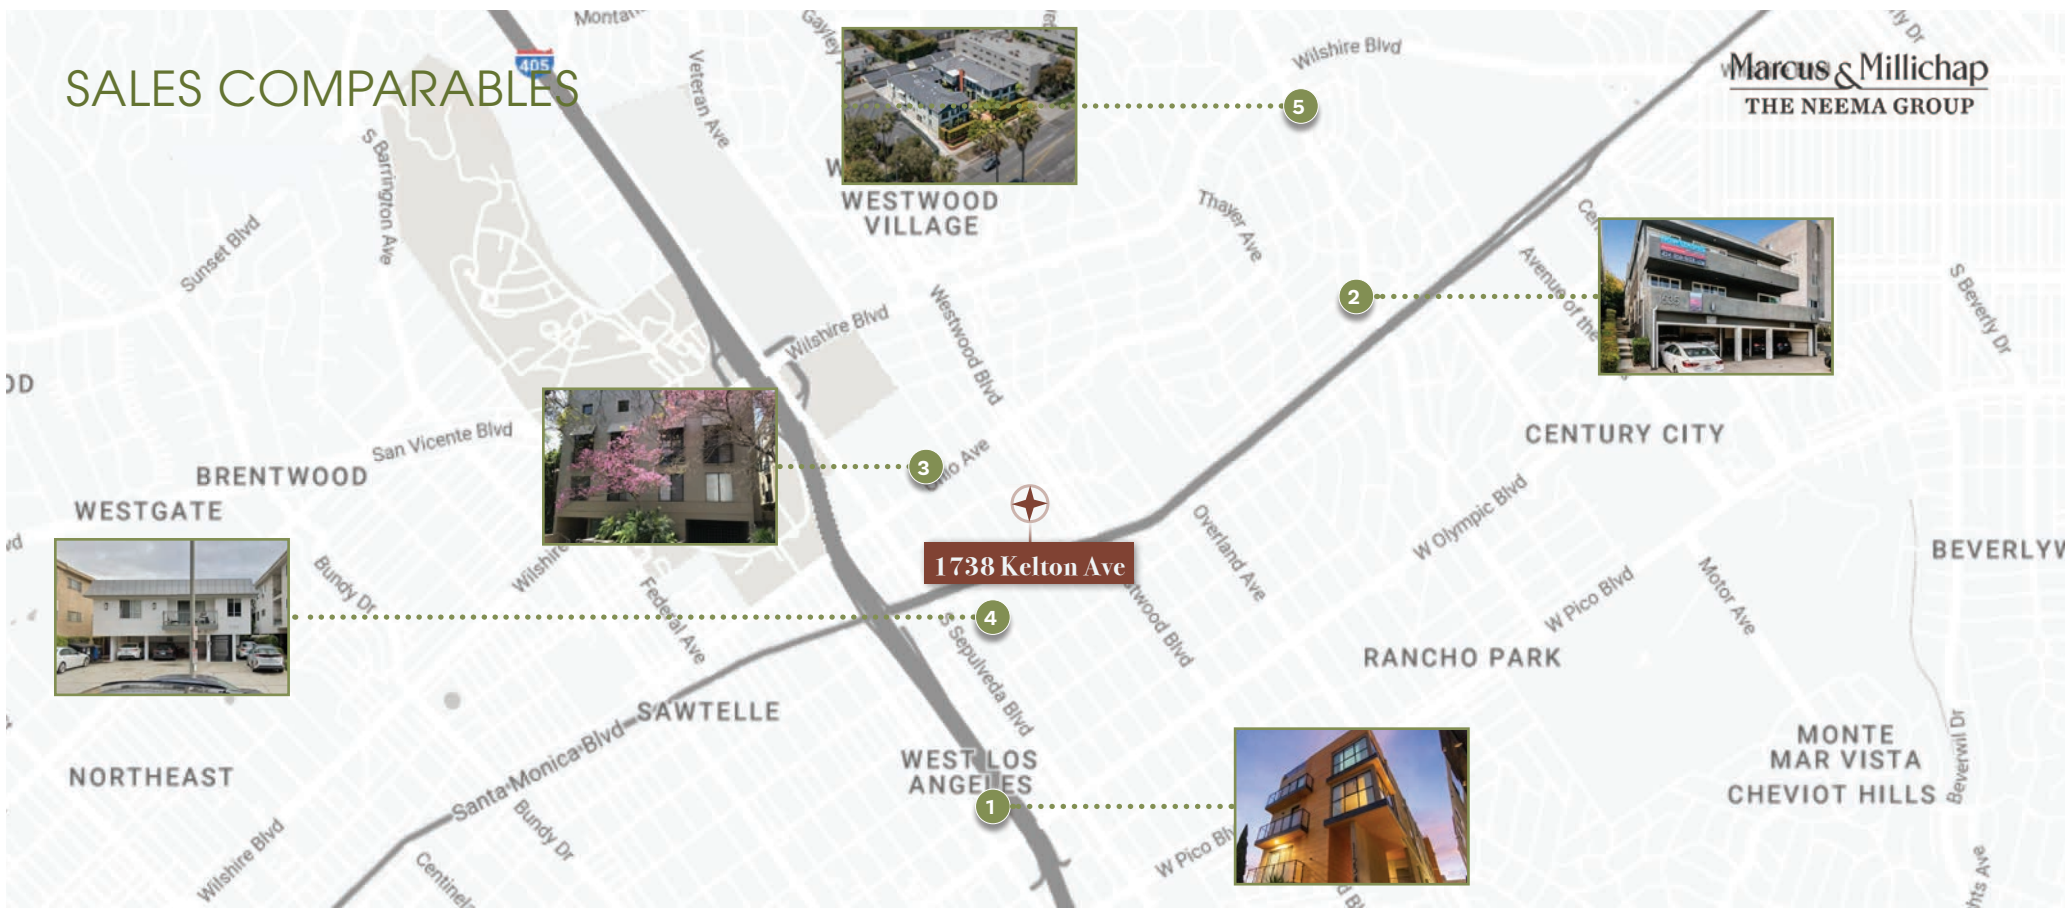 SALES COMPARABLES
405
Veteran Ave
Wilshire Blvd
Marcus & Millichap
THE NEEMA GROUP
5
S Barrington Ave
Sunset Blvd
WESTWOOD
VILLAGE
Thayer Ave
2
Avenue of the
S Beverly Dr
Wilshire Blvd
Westwood Blvd
San Vicente Blvd
CENTURY CITY
BRENTWOOD
WESTGATE
3
W Olympic Blvd
Overland Ave
1738 Kelton Ave
Bundy Dr
Wilshire
Federal Ave
W Pico Blvd
Motor Ave
4
S Sepulveda Blvd
RANCHO PARK
SAWTELLE
Santa Monica Blvd
WEST LOS
ANGELES
1
NORTHEAST
MONTE
MAR VISTA
CHEVIOT HILLS
Beverwil Dr
Bundy Dr
Wilshire Blvd
W Pico